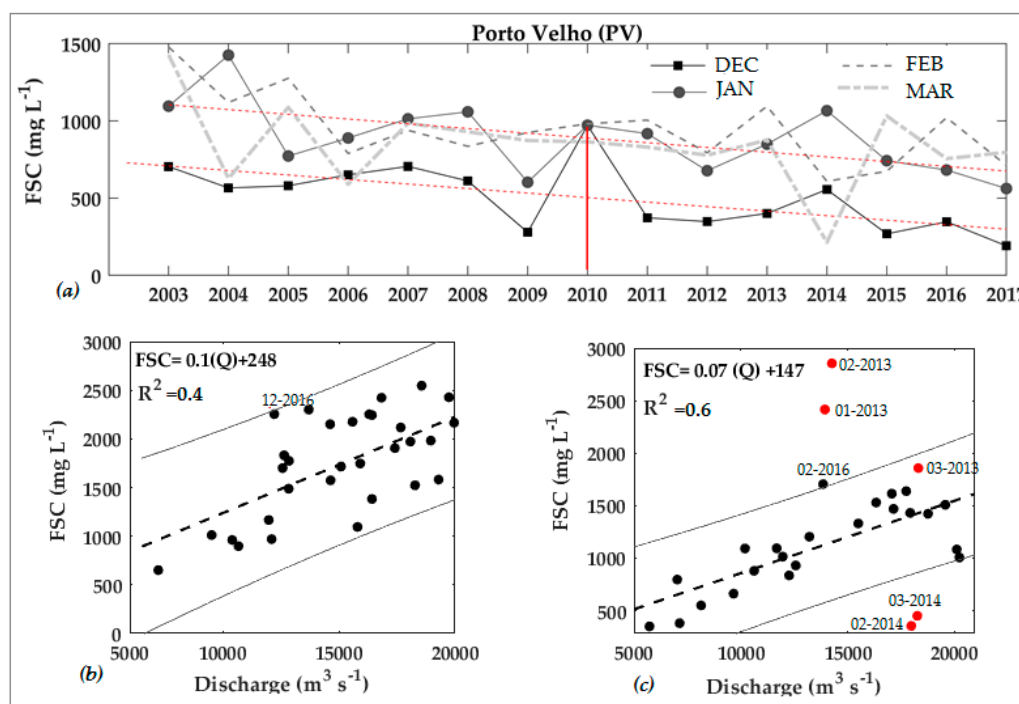 Porto Velho (PV)
1500
1000
500
0
FSC (mg L-1)
DEC
JAN
FEB
MAR
2003 2004 2005 2006 2007 2008 2009 2010 2011 2012 2013 2014 2015 2016 2017
(a)
3000
2500
2000
1500
1000
500
0
FSC (mg L-1)
FSC= 0.1(Q)+248
R2 =0.4
12-2016
5000 10000 15000 20000
(b)
Discharge (m3 s-1)
3000
2500
2000
1500
1000
500
FSC (mg L-1)
FSC= 0.07 (Q) +147
R2 =0.6
02-2013
01-2013
02-2016
03-2013
03-2014
02-2014
5000 10000 15000 20000
(c)
Discharge (m3 s-1)